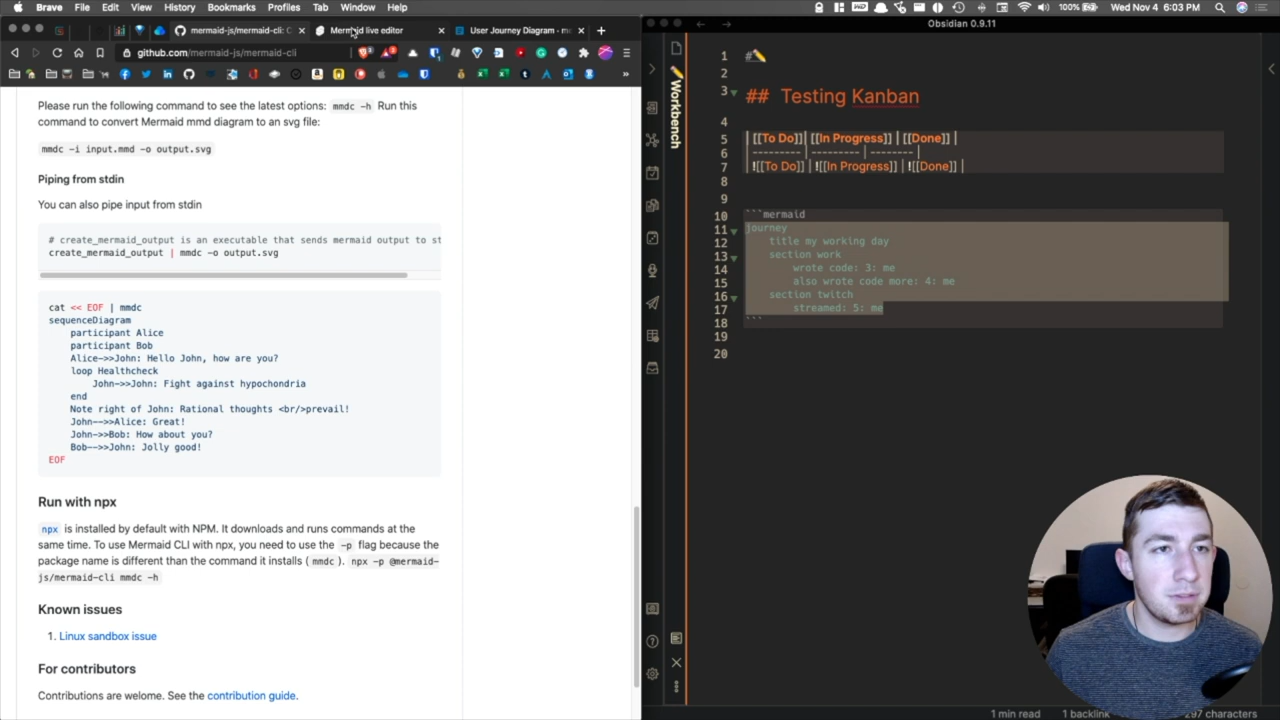 Brave File Edit View History Bookmarks Profiles Tab Window Help
100% Wed Nov 4 6:03 PM
mermaid-js/mermaid-cli: C
Mermaid live editor
User Journey Diagram - me
github.com/mermaid-js/mermaid-cli
Please run the following command to see the latest options: mmdc -h Run this
command to convert Mermaid mmd diagram to an svg file:
mmdc -i input.mmd -o output.svg
Piping from stdin
You can also pipe input from stdin
# create_mermaid_output is an executable that sends mermaid output to st
create_mermaid_output | mmdc -o output.svg
cat << EOF | mmdc
sequenceDiagram
participant Alice
participant Bob
Alice->>John: Hello John, how are you?
loop Healthcheck
John->>John: Fight against hypochondria
end
Note right of John: Rational thoughts <br/>prevail!
John-->>Alice: Great!
John->>Bob: How about you?
Bob-->>John: Jolly good!
EOF
Run with npx
npx is installed by default with NPM. It downloads and runs commands at the
same time. To use Mermaid CLI with npx, you need to use the -p flag because the
package name is different than the command it installs ( mmdc ). npx -p @mermaid-
js/mermaid-cli mmdc -h
Known issues
1. Linux sandbox issue
For contributors
Contributions are welome. See the contribution guide.
Obsidian 0.9.11
Workbench
1 #
2
3 ## Testing Kanban
4
5 | [[To Do]]| [[In Progress]] | [[Done]] |
6 | --------- | --------- | -------- |
7 | ![[To Do]] | ![[In Progress]] | ![[Done]] |
8
9
10 ```mermaid
11 journey
12 title my working day
13 section work
14 wrote code: 3: me
15 also wrote code more: 4: me
16 section twitch
17 streamed: 5: me
18 ```
19
20
1 min read 1 backlink 297 characters